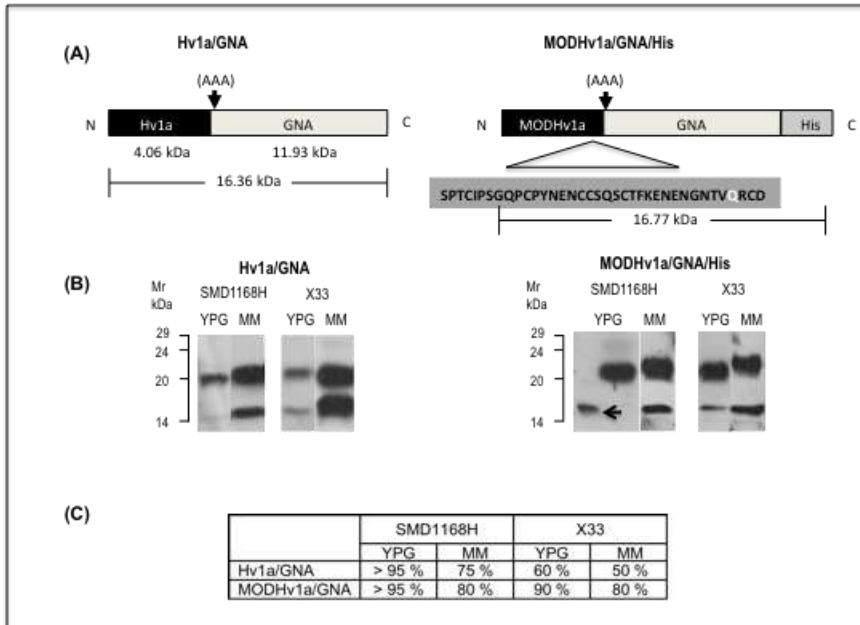 Hv1a/GNA
MODHv1a/GNA/His
(A)
(AAA)
(AAA)
N
Hv1a
GNA
C
N
MODHv1a
GNA
His
C
4.06 kDa
11.93 kDa
16.36 kDa
SPTCIPSGQPCPYNENCCSQSCTFKENENGNTVQRCD
16.77 kDa
(B)
Hv1a/GNA
MODHv1a/GNA/His
Mr
kDa
SMD1168H
X33
YPG
MM
YPG
MM
29
24
20
14
Mr
kDa
SMD1168H
X33
YPG
MM
YPG
MM
29
24
20
14
(C)
SMD1168H X33
YPG MM YPG MM
Hv1a/GNA > 95 % 75 % 60 % 50 %
MODHv1a/GNA > 95 % 80 % 90 % 80 %